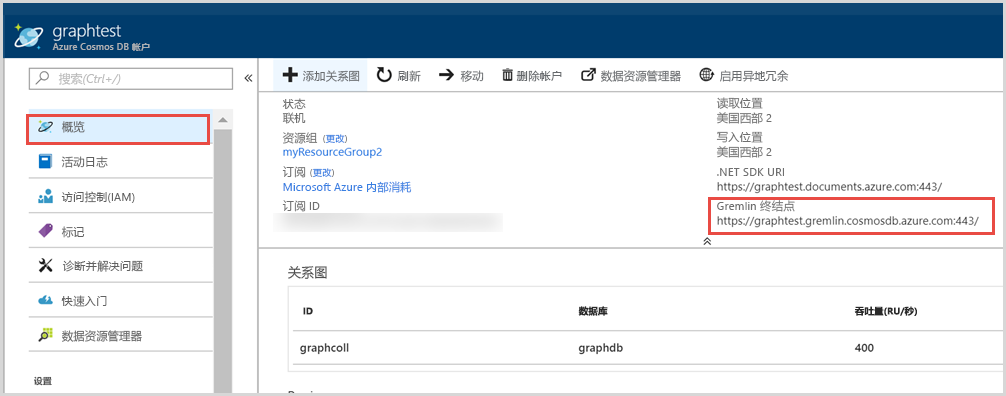 graphtest
Azure Cosmos DB 帐户
搜索(Ctrl+/)
概览
活动日志
访问控制(IAM)
标记
诊断并解决问题
快速入门
数据资源管理器
设置
添加关系图 刷新 移动 删除帐户 数据资源管理器 启用异地冗余
状态
联机
资源组 (更改)
myResourceGroup2
订阅 (更改)
Microsoft Azure 内部消耗
订阅 ID
读取位置
美国西部 2
写入位置
美国西部 2
.NET SDK URI
https://graphtest.documents.azure.com:443/
Gremlin 终结点
https://graphtest.gremlin.cosmosdb.azure.com:443/
关系图
ID 数据库 吞吐量(RU/秒)
graphcoll graphdb 400